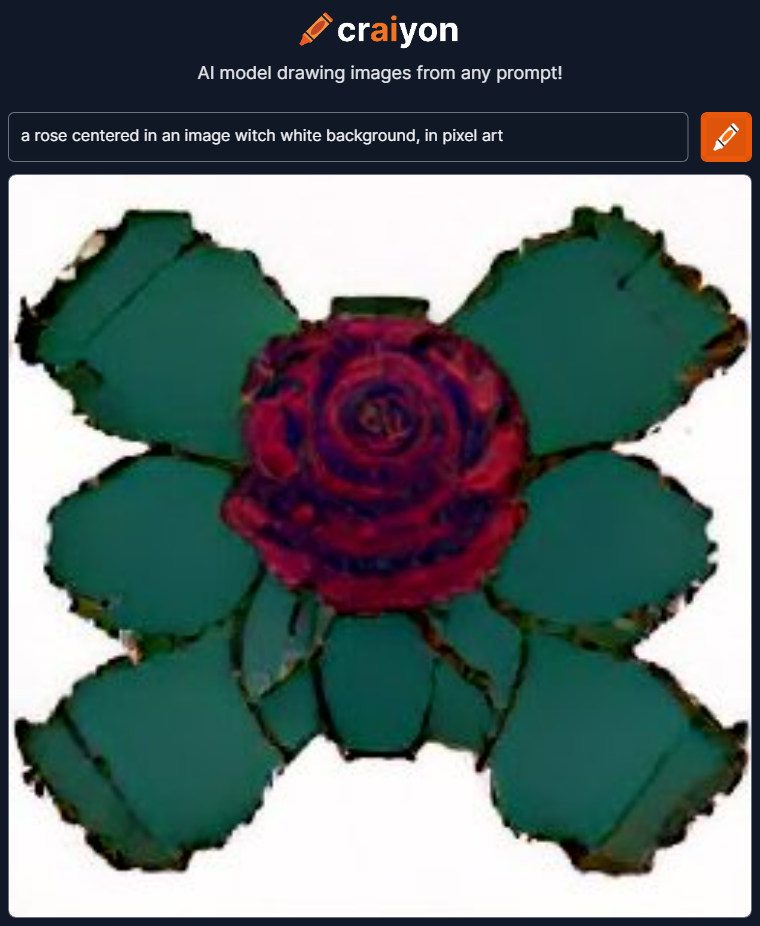 craiyon
AI model drawing images from any prompt!
a rose centered in an image witch white background, in pixel art